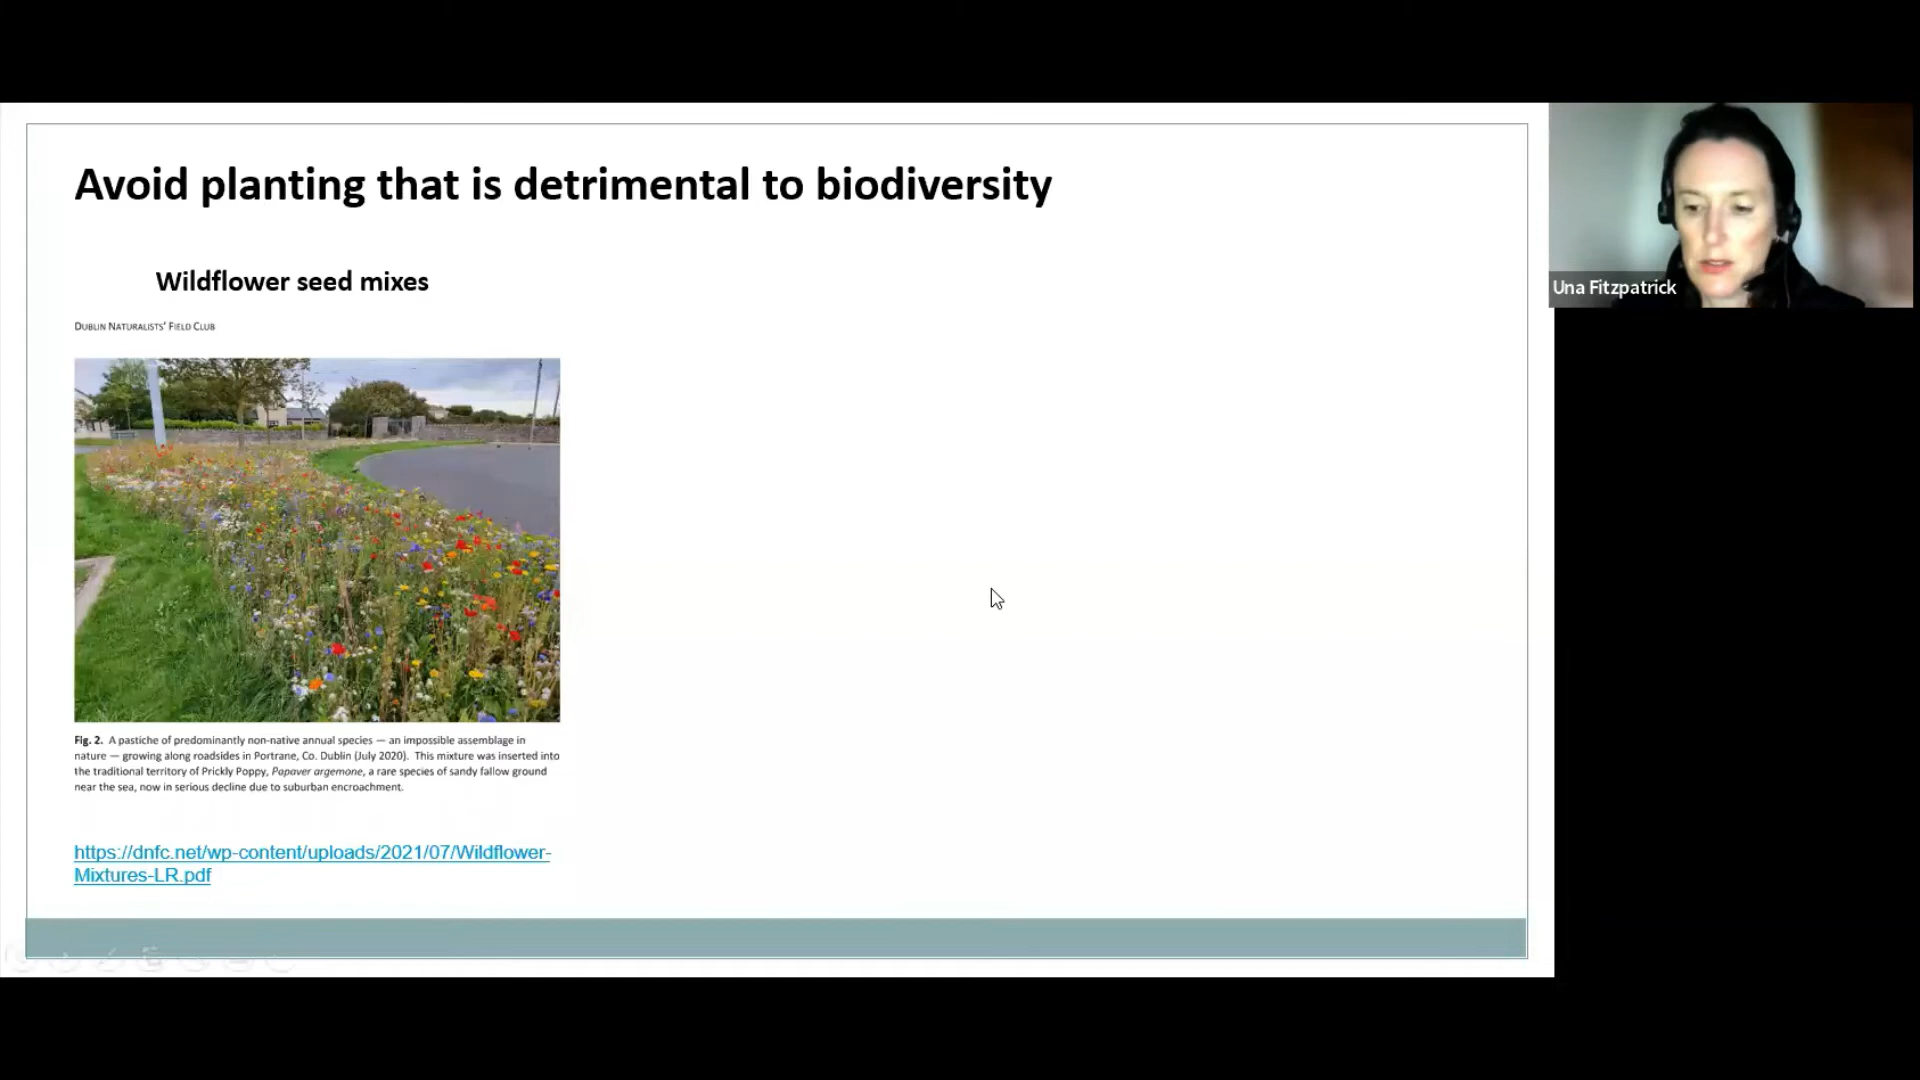 Avoid planting that is detrimental to biodiversity
Wildflower seed mixes
DUBLIN NATURALISTS' FIELD CLUB
Fig. 2. A pastiche of predominantly non-native annual species — an impossible assemblage in
nature — growing along roadsides in Portrane, Co. Dublin (July 2020). This mixture was inserted into
the traditional territory of Prickly Poppy, Papaver argemone, a rare species of sandy fallow ground
near the sea, now in serious decline due to suburban encroachment.
https://dnfc.net/wp-content/uploads/2021/07/Wildflower-
Mixtures-LR.pdf
Una Fitzpatrick